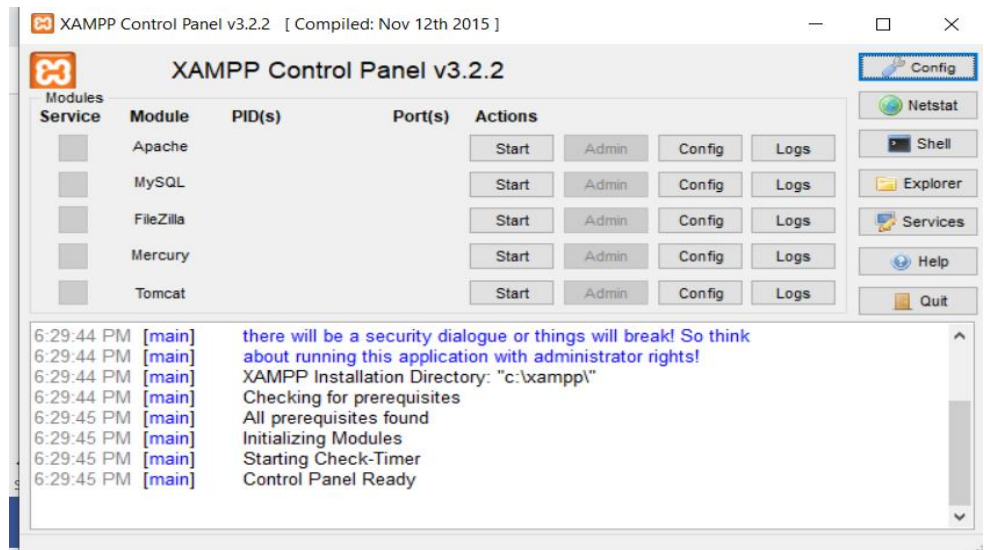 XAMPP Control Panel v3.2.2 [ Compiled: Nov 12th 2015 ]
XAMPP Control Panel v3.2.2
Config
Modules
Service Module PID(s) Port(s) Actions
Netstat
Apache Start Admin Config Logs
Shell
MySQL Start Admin Config Logs
Explorer
FileZilla Start Admin Config Logs
Services
Mercury Start Admin Config Logs
Help
Tomcat Start Admin Config Logs
Quit
6:29:44 PM [main] there will be a security dialogue or things will break! So think
6:29:44 PM [main] about running this application with administrator rights!
6:29:44 PM [main] XAMPP Installation Directory: "c:\xampp\"
6:29:44 PM [main] Checking for prerequisites
6:29:45 PM [main] All prerequisites found
6:29:45 PM [main] Initializing Modules
6:29:45 PM [main] Starting Check-Timer
6:29:45 PM [main] Control Panel Ready